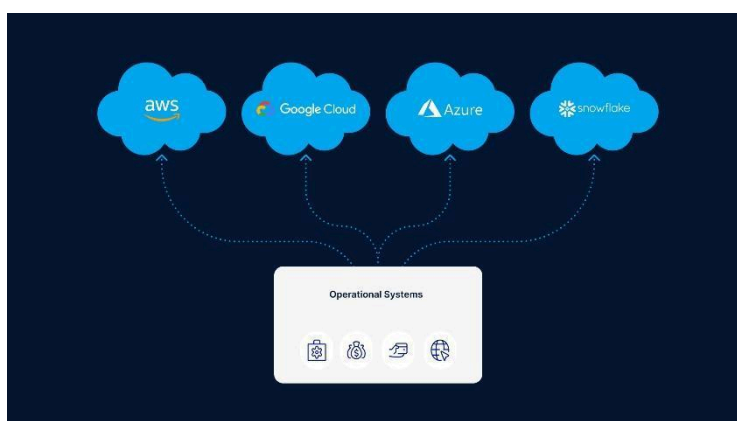 aws
Google Cloud
Azure
snowflake
Operational Systems